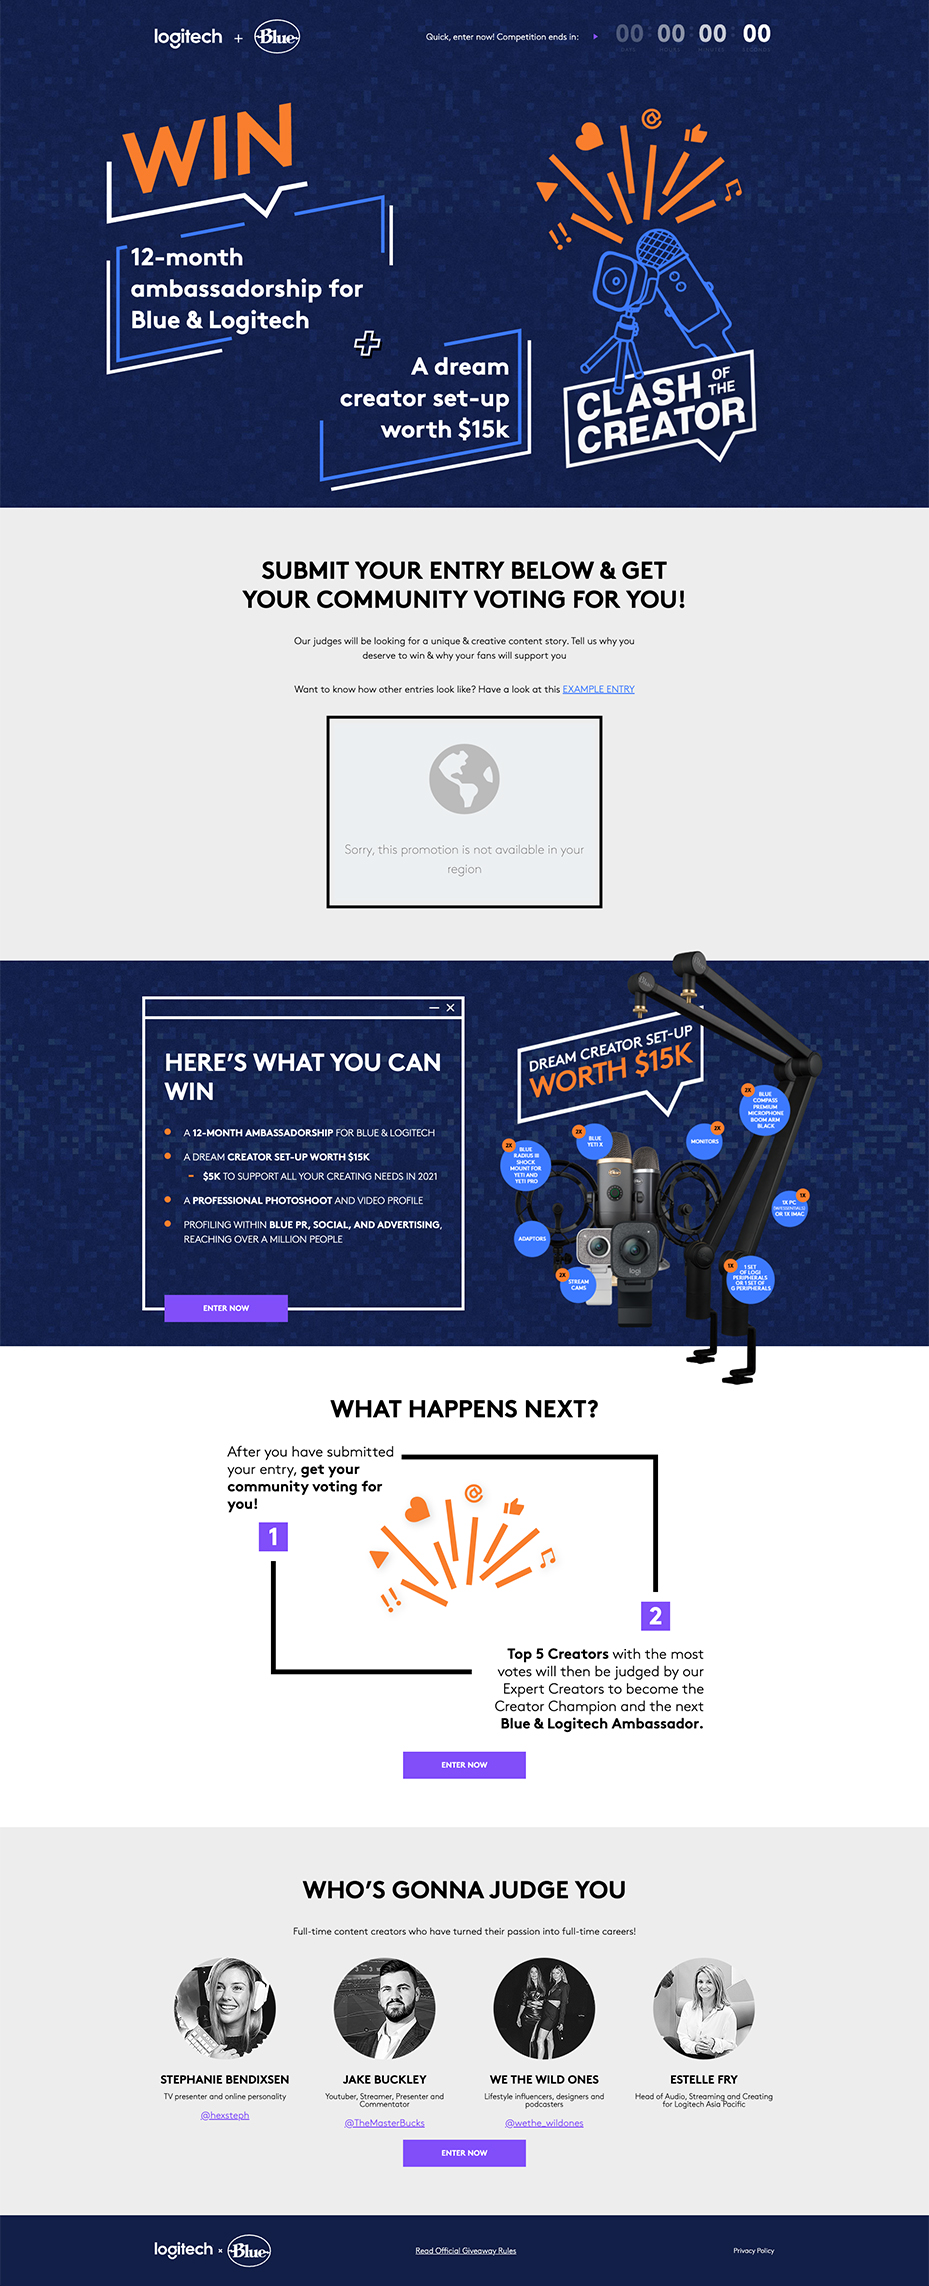 logitech + Blue
Quick, enter now! Competition ends in:
00 : 00 : 00 : 00
DAYS HOURS MINUTES SECONDS
WIN
12-month
ambassadorship for
Blue & Logitech
A dream
creator set-up
worth $15k
@
!!
CLASH OF
THE
CREATOR
SUBMIT YOUR ENTRY BELOW & GET
YOUR COMMUNITY VOTING FOR YOU!
Our judges will be looking for a unique & creative content story. Tell us why you
deserve to win & why your fans will support you
Want to know how other entries look like? Have a look at this EXAMPLE ENTRY
Sorry, this promotion is not available in your
region
HERE'S WHAT YOU CAN
WIN
A 12-MONTH AMBASSADORSHIP FOR BLUE & LOGITECH
A DREAM CREATOR SET-UP WORTH $15K
$5K TO SUPPORT ALL YOUR CREATING NEEDS IN 2021
A PROFESSIONAL PHOTOSHOOT AND VIDEO PROFILE
PROFILING WITHIN BLUE PR, SOCIAL, AND ADVERTISING,
REACHING OVER A MILLION PEOPLE
ENTER NOW
DREAM CREATOR SET-UP
WORTH $15K
2X
BLUE
COMPASS
PREMIUM
MICROPHONE
BOOM ARM
BLACK
2X
BLUE
YETI X
2X
MONITORS
2X
BLUE
RADIUS III
SHOCK
MOUNT FOR
YETI AND
YETI PRO
1X
1X PC
(W/ESSENTIALS)
OR 1X IMAC
ADAPTORS
2X
STREAM
CAMS
1X
1 SET
OF LOGI
PERIPHERALS
OR 1 SET OF
G PERIPHERALS
logi
WHAT HAPPENS NEXT?
After you have submitted
your entry, get your
community voting for
you!
1
@
!!
2
Top 5 Creators with the most
votes will then be judged by our
Expert Creators to become the
Creator Champion and the next
Blue & Logitech Ambassador.
ENTER NOW
WHO'S GONNA JUDGE YOU
Full-time content creators who have turned their passion into full-time careers!
STEPHANIE BENDIXSEN
TV presenter and online personality
@hexsteph
JAKE BUCKLEY
Youtuber, Streamer, Presenter and
Commentator
@TheMasterBucks
WE THE WILD ONES
Lifestyle influencers, designers and
podcasters
@wethe_wildones
ESTELLE FRY
Head of Audio, Streaming and Creating
for Logitech Asia Pacific
ENTER NOW
logitech × Blue
Read Official Giveaway Rules
Privacy Policy